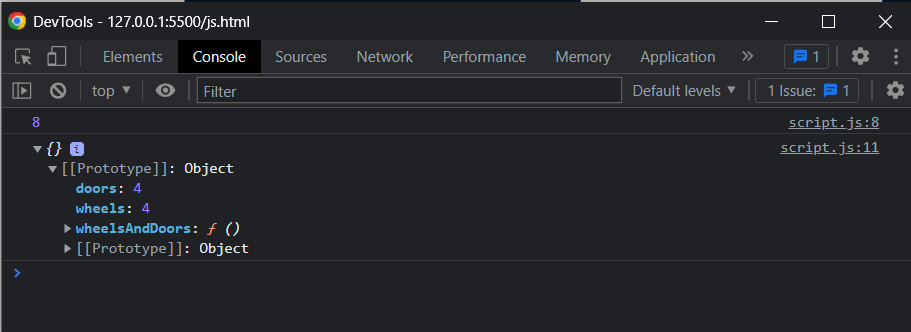 DevTools - 127.0.0.1:5500/js.html
Elements Console Sources Network Performance Memory Application » 1
top ▼ Filter Default levels ▼ 1 Issue: 1
8 script.js:8
▼{} i script.js:11
▼[[Prototype]]: Object
doors: 4
wheels: 4
▶wheelsAndDoors: ƒ ()
▶[[Prototype]]: Object
>